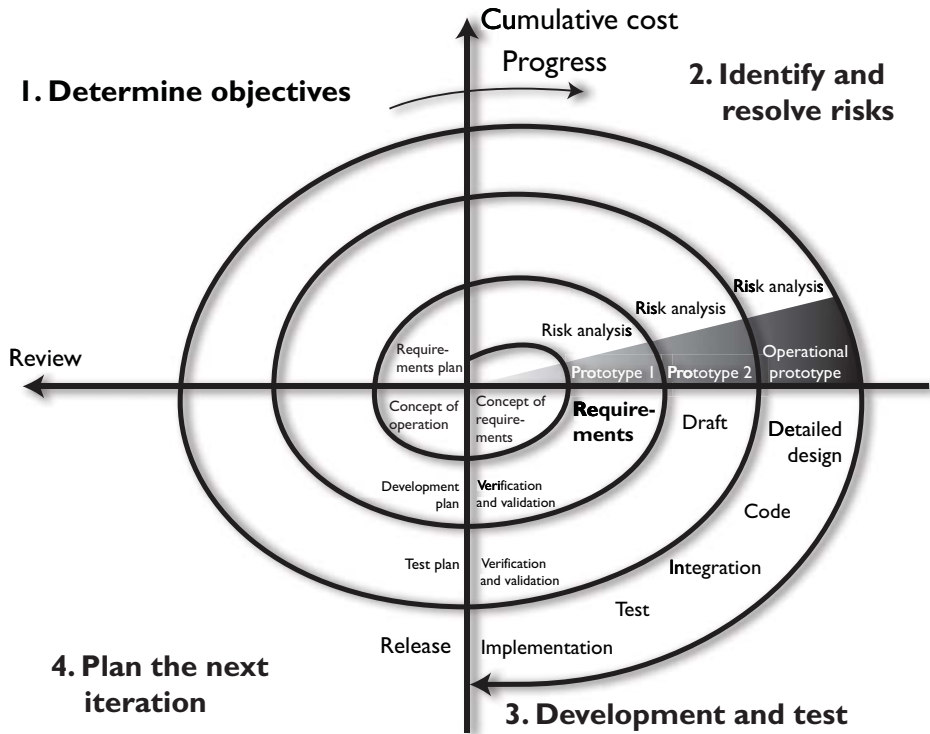 Cumulative cost
Progress
1. Determine objectives
2. Identify and
resolve risks
Risk analysis
Risk analysis
Risk analysis
Review
Require-
ments plan
Prototype 1
Prototype 2
Operational
prototype
Concept of
operation
Concept of
require-
ments
Require-
ments
Draft
Detailed
design
Development
plan
Verification
and validation
Code
Test plan
Verification
and validation
Integration
Test
Release
Implementation
4. Plan the next
iteration
3. Development and test